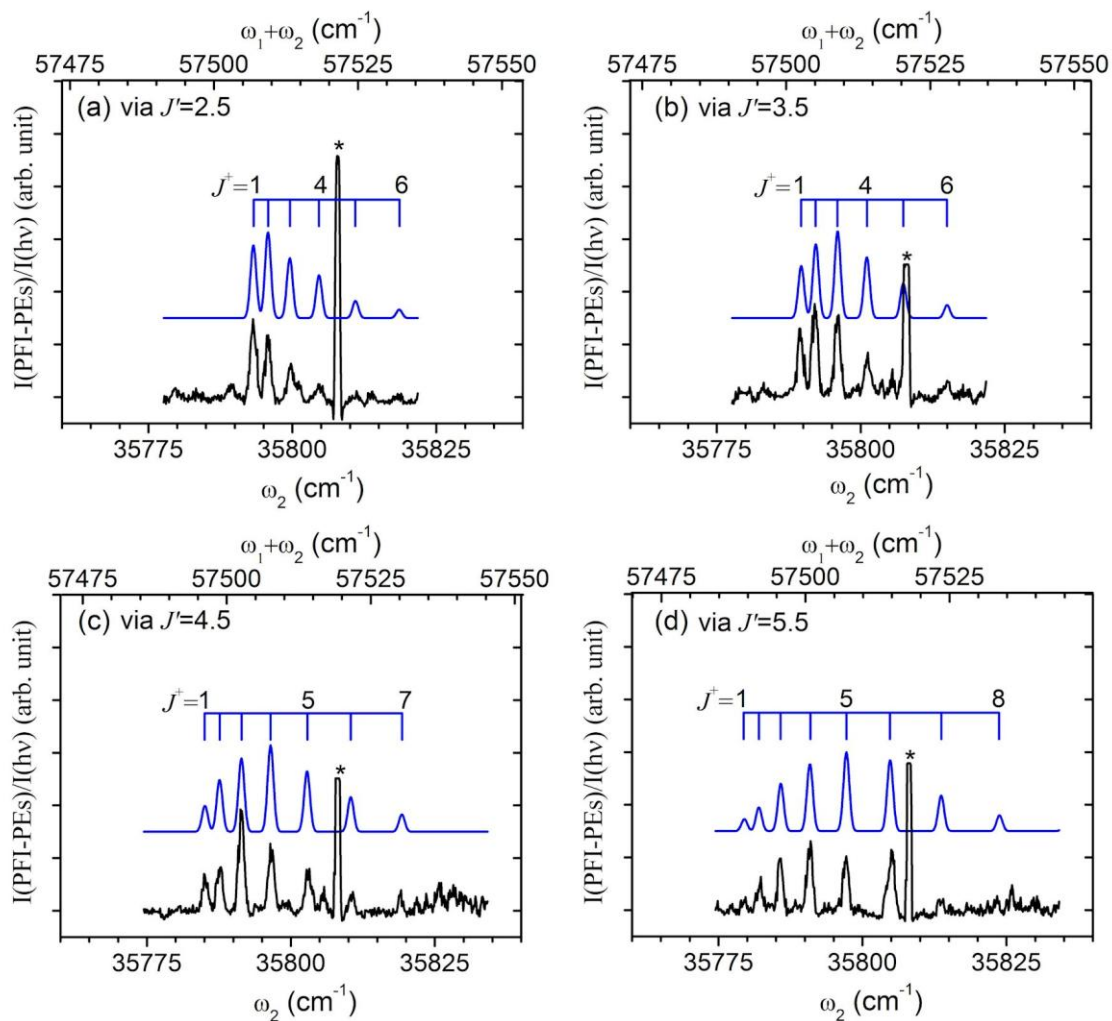 ω₁+ω₂ (cm⁻¹)
57475 57500 57525 57550
(a) via J'=2.5
*
J⁺=1 4 6
I(PFI-PEs)/I(hν) (arb. unit)
35775 35800 35825
ω₂ (cm⁻¹)
ω₁+ω₂ (cm⁻¹)
57475 57500 57525 57550
(b) via J'=3.5
J⁺=1 4 6
*
I(PFI-PEs)/I(hν) (arb. unit)
35775 35800 35825
ω₂ (cm⁻¹)
ω₁+ω₂ (cm⁻¹)
57475 57500 57530 57550
(c) via J'=4.5
J⁺=1 5 7
*
I(PFI-PEs)/I(hν) (arb. unit)
35775 35800 35825
ω₂ (cm⁻¹)
ω₁+ω₂ (cm⁻¹)
57475 57500 57525
(d) via J'=5.5
J⁺=1 5 8
*
I(PFI-PEs)/I(hν) (arb. unit)
35775 35800 35825
ω₂ (cm⁻¹)